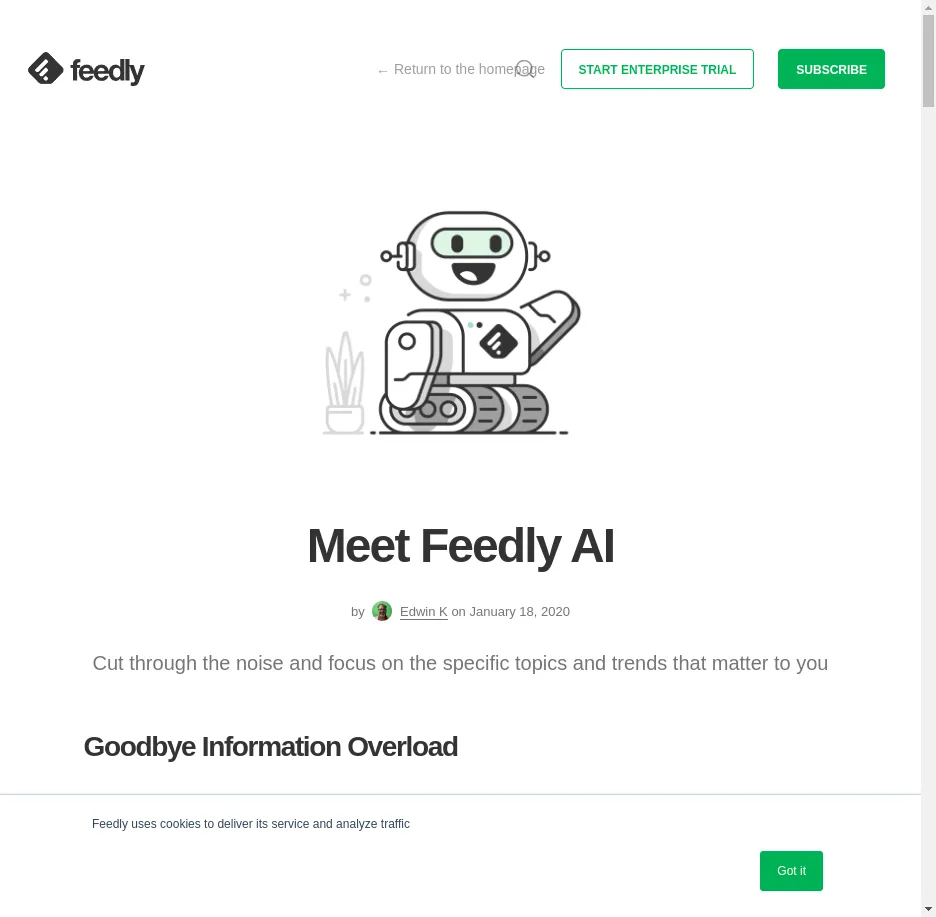 feedly
← Return to the homepage
START ENTERPRISE TRIAL
SUBSCRIBE
Meet Feedly AI
by Edwin K on January 18, 2020
Cut through the noise and focus on the specific topics and trends that matter to you
Goodbye Information Overload
Feedly uses cookies to deliver its service and analyze traffic
Got it